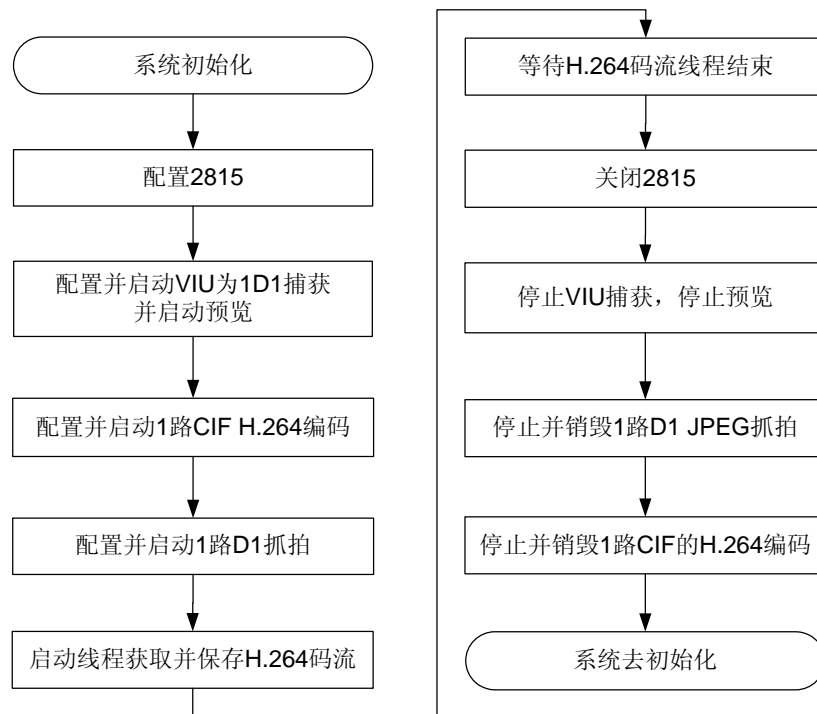 系统初始化
配置2815
配置并启动VIU为1D1捕获
并启动预览
配置并启动1路CIF H.264编码
配置并启动1路D1抓拍
启动线程获取并保存H.264码流
等待H.264码流线程结束
关闭2815
停止VIU捕获，停止预览
停止并销毁1路D1 JPEG抓拍
停止并销毁1路CIF的H.264编码
系统去初始化